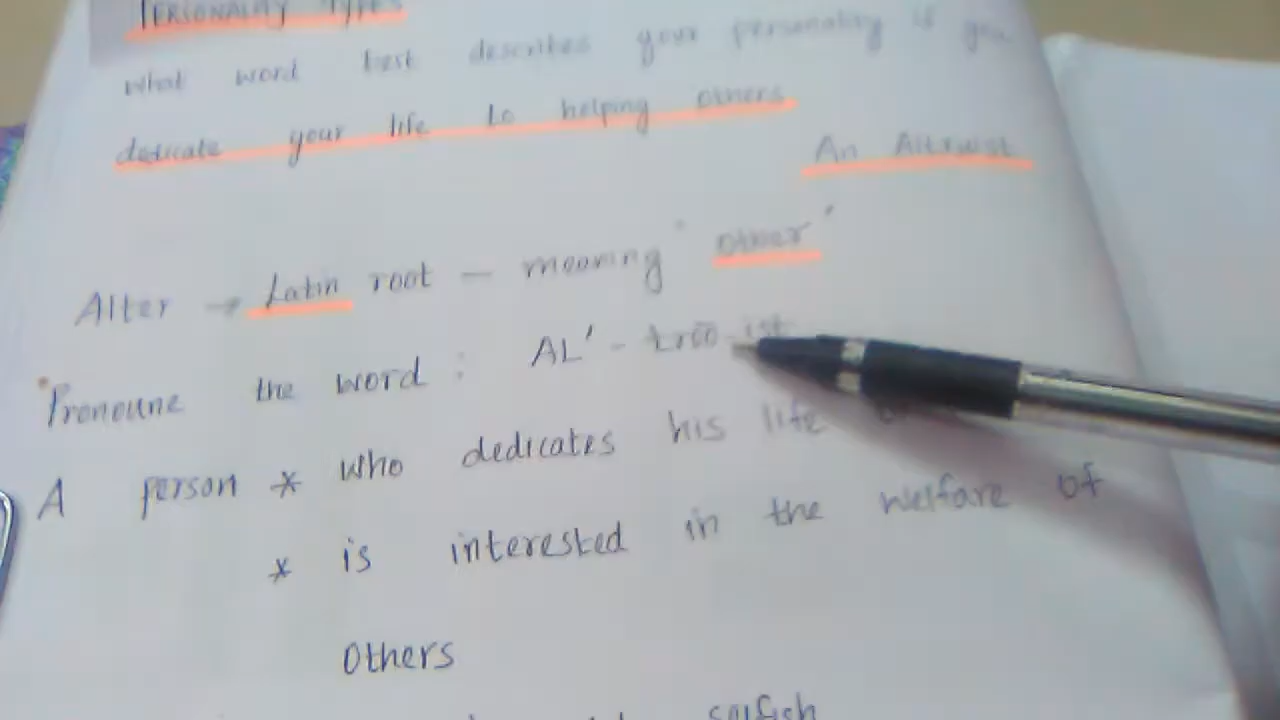 PERSONALITY TYPES
what word best describes your personality if you
dedicate your life to helping others
An Altruist
Alter → Latin root — meaning 'other'
Pronoune the word : AL' - troo - ist
A person * who dedicates his life
* is interested in the welfare of
others
selfish